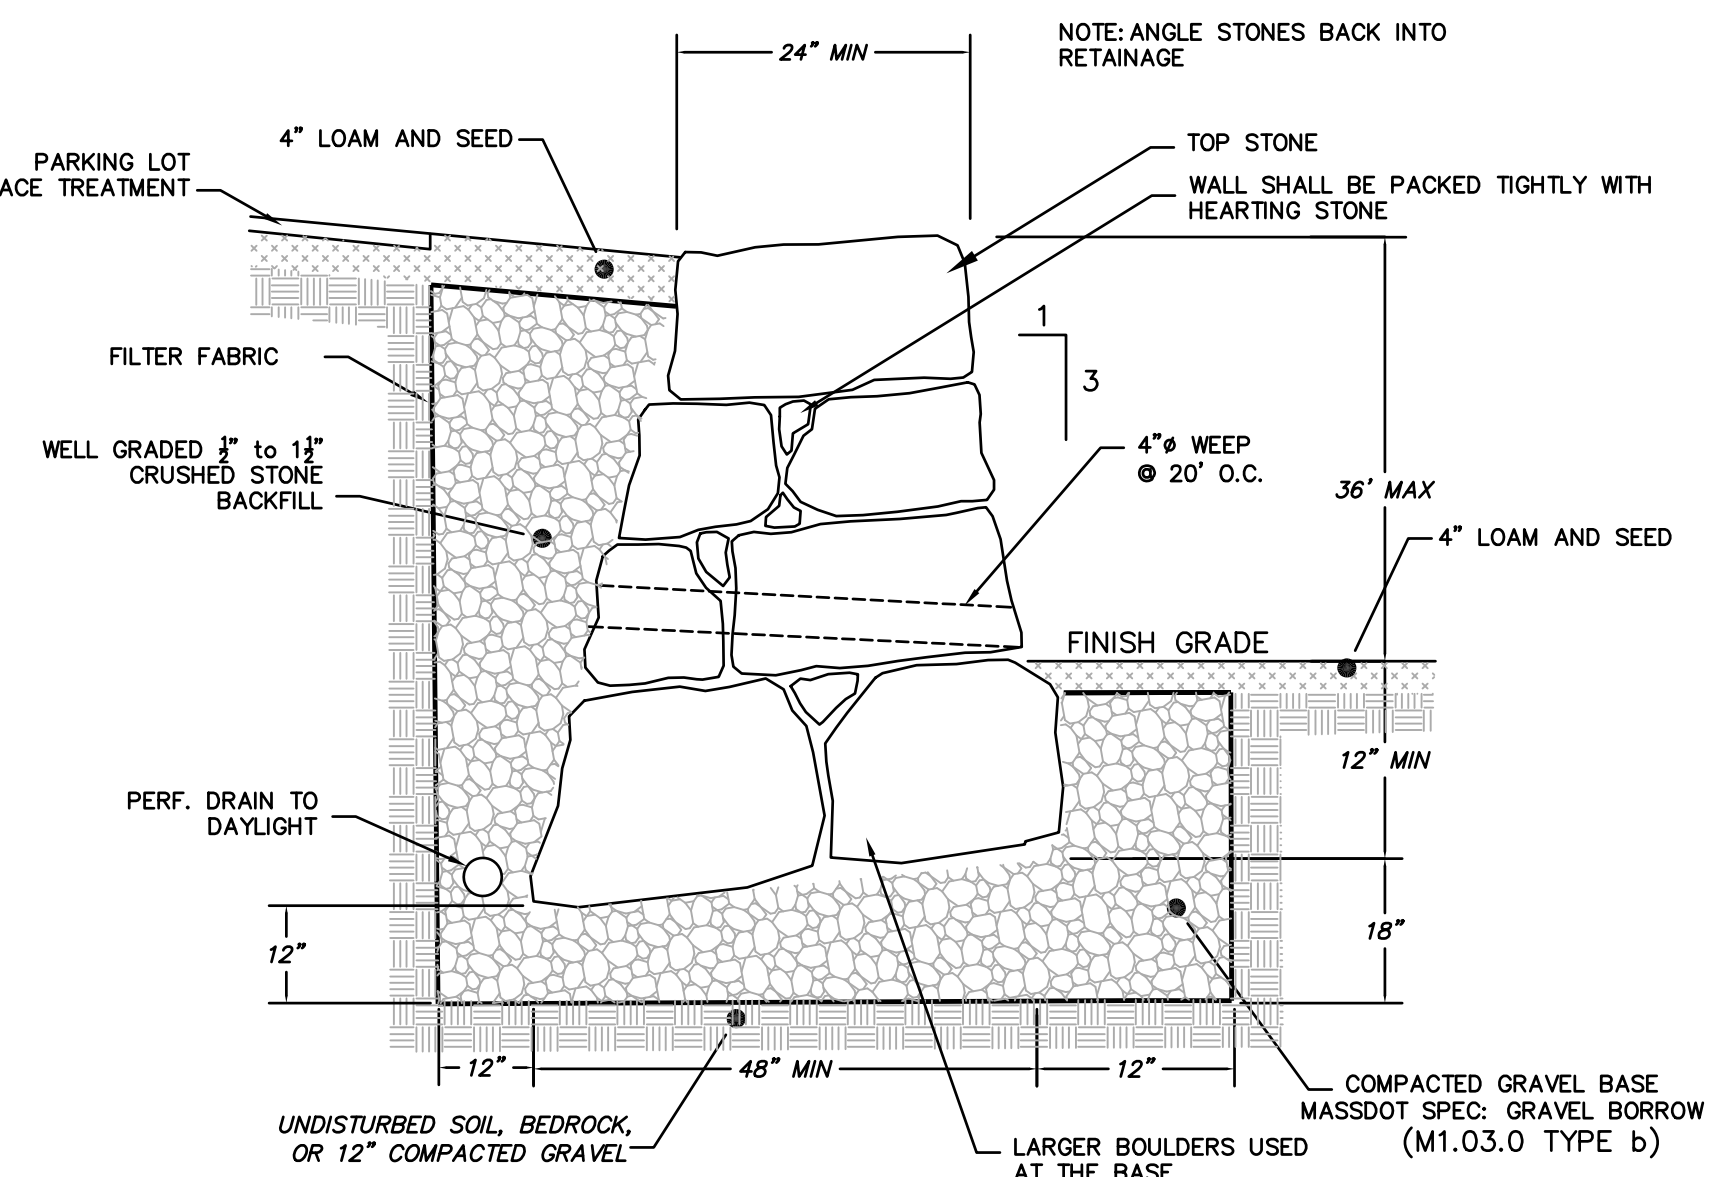 NOTE: ANGLE STONES BACK INTO
RETAINAGE
24" MIN
4" LOAM AND SEED
TOP STONE
PARKING LOT
ACE TREATMENT
WALL SHALL BE PACKED TIGHTLY WITH
HEARTING STONE
1
3
FILTER FABRIC
WELL GRADED ½" to 1½"
CRUSHED STONE
BACKFILL
4"ø WEEP
@ 20' O.C.
36' MAX
4" LOAM AND SEED
FINISH GRADE
12" MIN
PERF. DRAIN TO
DAYLIGHT
18"
12"
12"
48" MIN
12"
COMPACTED GRAVEL BASE
MASSDOT SPEC: GRAVEL BORROW
(M1.03.0 TYPE b)
UNDISTURBED SOIL, BEDROCK,
OR 12" COMPACTED GRAVEL
LARGER BOULDERS USED
AT THE BASE